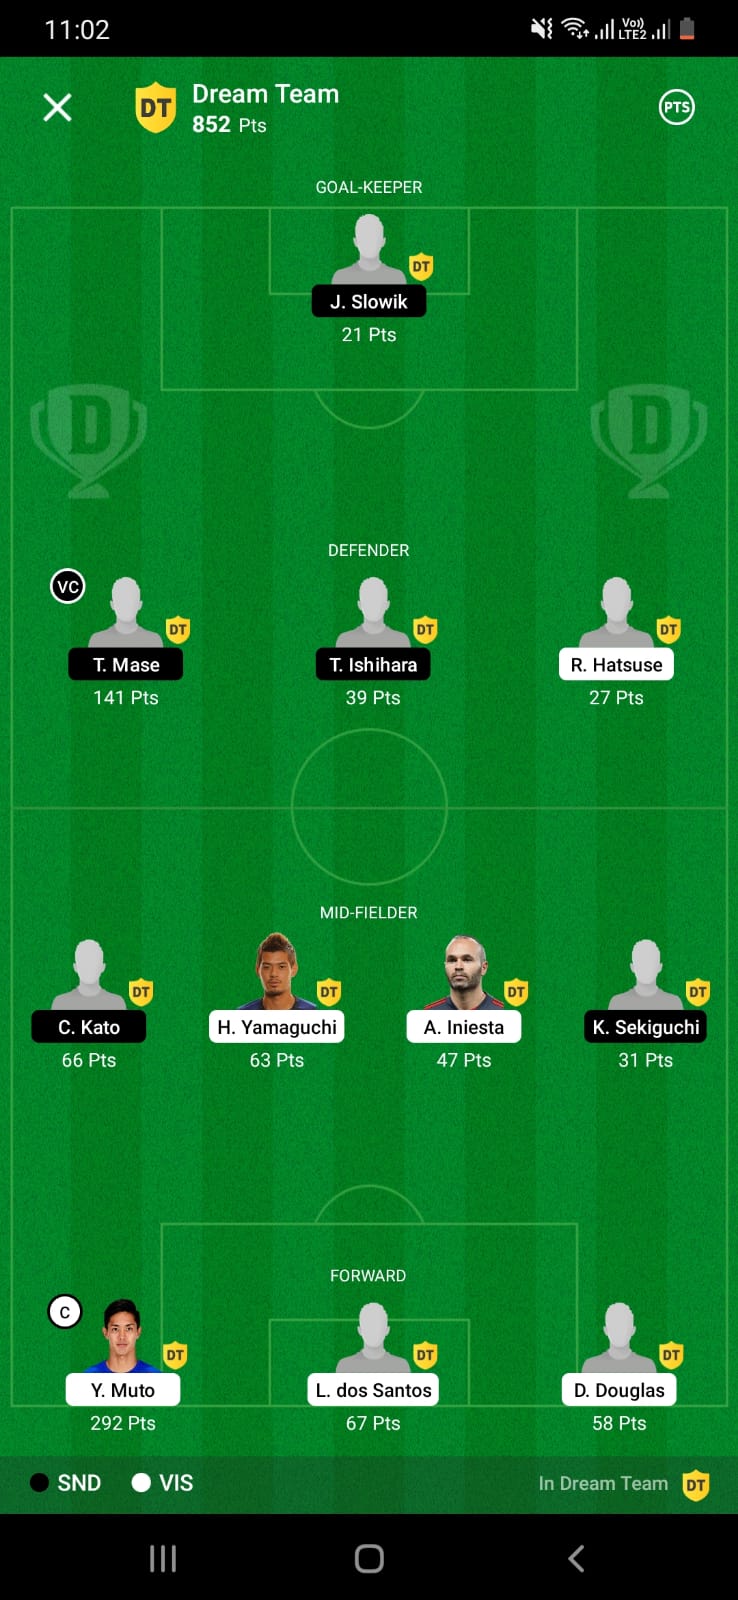 11:02
Vo))
LTE2
DT
Dream Team
852 Pts
PTS
GOAL-KEEPER
DT
J. Slowik
21 Pts
D
D
DEFENDER
VC
DT
DT
DT
T. Mase
T. Ishihara
R. Hatsuse
141 Pts
39 Pts
27 Pts
MID-FIELDER
DT
DT
DT
DT
C. Kato
H. Yamaguchi
A. Iniesta
K. Sekiguchi
66 Pts
63 Pts
47 Pts
31 Pts
FORWARD
C
DT
DT
DT
Y. Muto
L. dos Santos
D. Douglas
292 Pts
67 Pts
58 Pts
SND
VIS
In Dream Team
DT